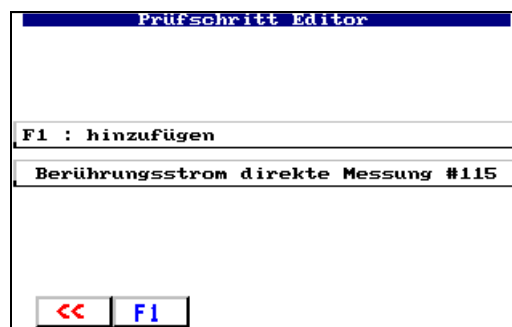 Prüfschritt Editor
F1 : hinzufügen
Berührungsstrom direkte Messung #115
<< F1